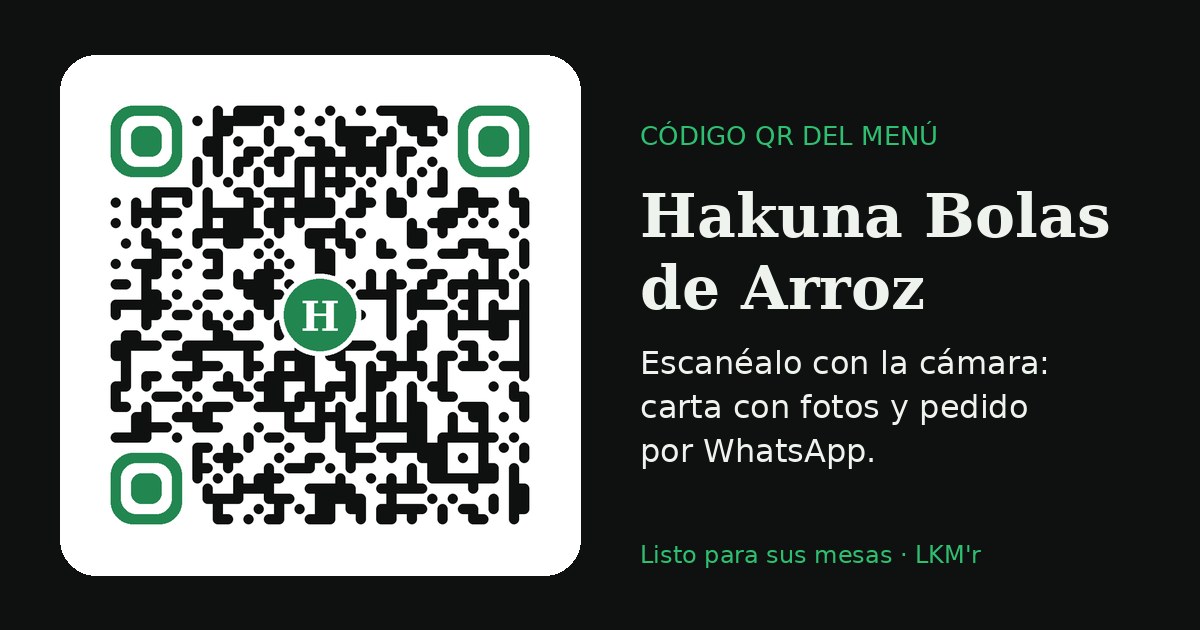 H
CÓDIGO QR DEL MENÚ
Hakuna Bolas
de Arroz
Escanéalo con la cámara:
carta con fotos y pedido
por WhatsApp.
Listo para sus mesas · LKM'r